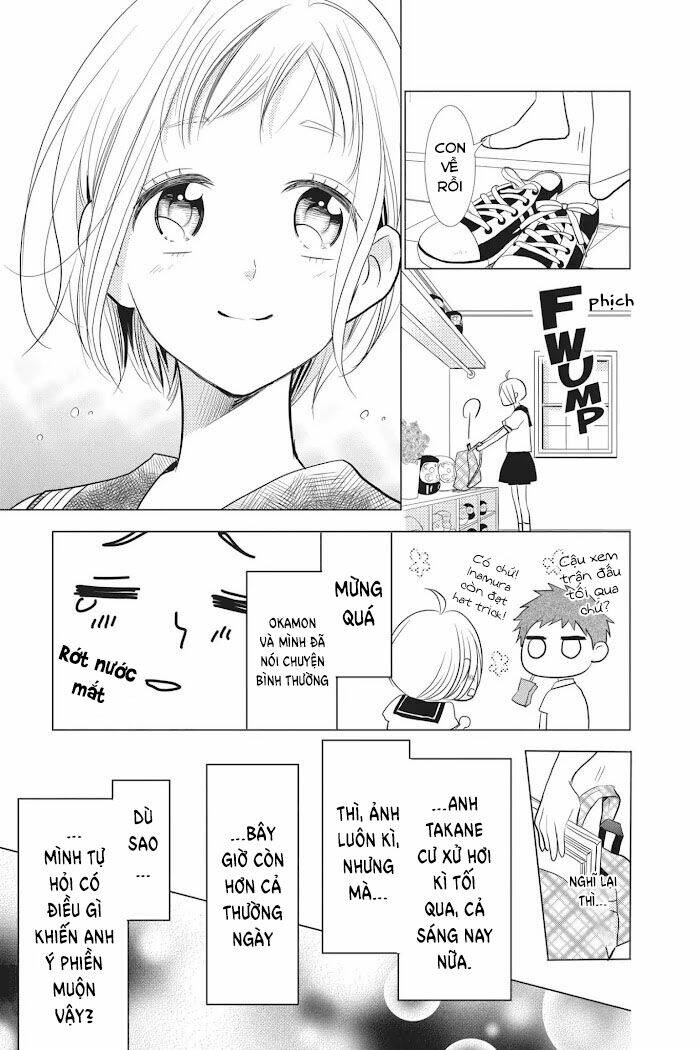 CON
VỀ
RỒI
FWUMP
phịch
Cậu xem
trận đấu
tối qua
chứ?
Có chứ!
Inamura
còn đạt
hat trick!
MỪNG
QUÁ
OKAMON
VÀ MÌNH ĐÃ
NÓI CHUYỆN
BÌNH THƯỜNG
Rớt nước
mắt
NGHĨ LẠI
THÌ...
...ANH
TAKANE
CƯ XỬ HƠI
KÌ TỐI
QUA, CẢ
SÁNG NAY
NỮA.
THÌ, ẢNH
LUÔN KÌ,
NHƯNG
MÀ...
...BÂY
GIỜ CÒN
HƠN CẢ
THƯỜNG
NGÀY
DÙ
SAO
...
...
MÌNH TỰ
HỎI CÓ
ĐIỀU GÌ
KHIẾN ANH
Ý PHIỀN
MUỘN
VẬY?